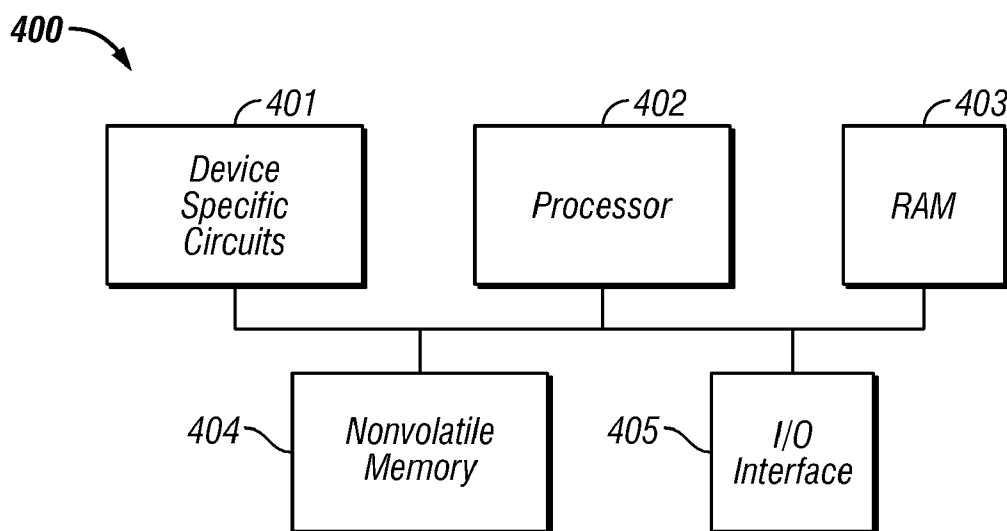 400
401
402
403
Device
Specific
Circuits
Processor
RAM
404
Nonvolatile
Memory
405
I/O
Interface